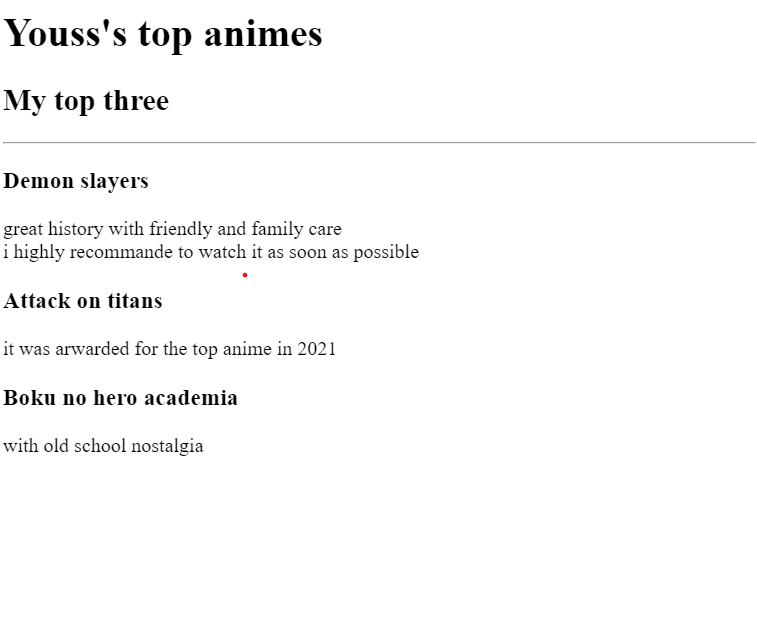 Youss's top animes
My top three
Demon slayers
great history with friendly and family care
i highly recommande to watch it as soon as possible
Attack on titans
it was arwarded for the top anime in 2021
Boku no hero academia
with old school nostalgia